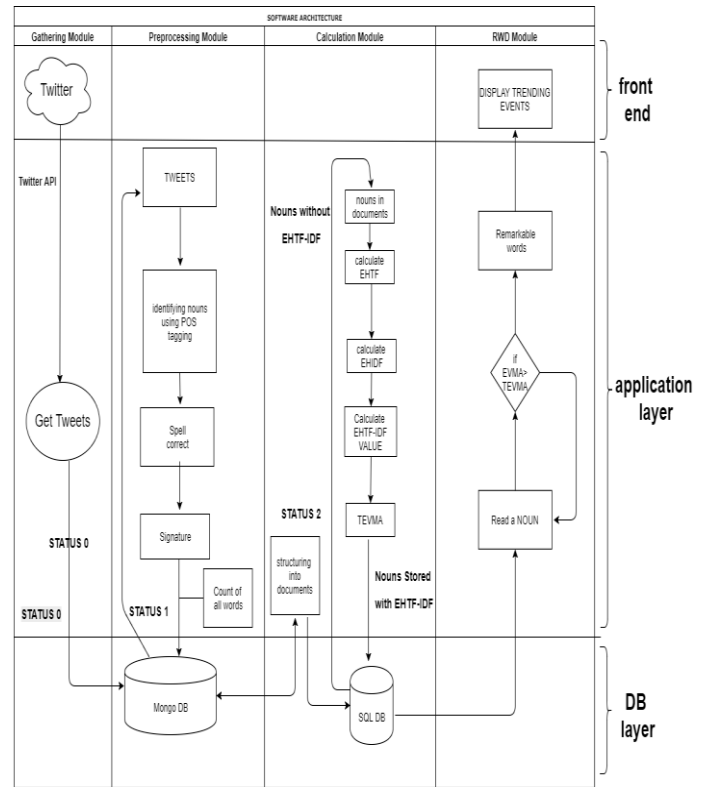 SOFTWARE ARCHITECTURE
Gathering Module
Preprocessing Module
Calculation Module
RWD Module
Twitter
DISPLAY TRENDING
EVENTS
front
end
Twitter API
TWEETS
Nouns without
EHTF-IDF
nouns in
documents
calculate
EHTF
Remarkable
words
identifying nouns
using POS
tagging
calculate
EHIDF
if
EVMA>
TEVMA
application
layer
Get Tweets
Spell
correct
Calculate
EHTF-IDF
VALUE
STATUS 2
TEVMA
Read a NOUN
Signature
STATUS 0
structuring
into
documents
Nouns Stored
with EHTF-IDF
Count of
all words
STATUS 0
STATUS 1
Mongo DB
SQL DB
DB
layer